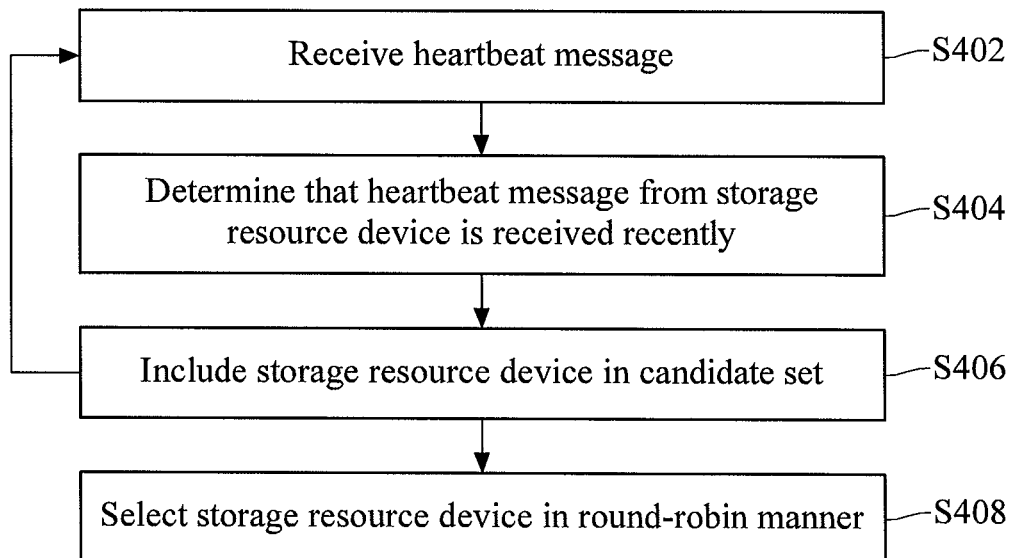 Receive heartbeat message
S402
Determine that heartbeat message from storage
resource device is received recently
S404
Include storage resource device in candidate set
S406
Select storage resource device in round-robin manner
S408